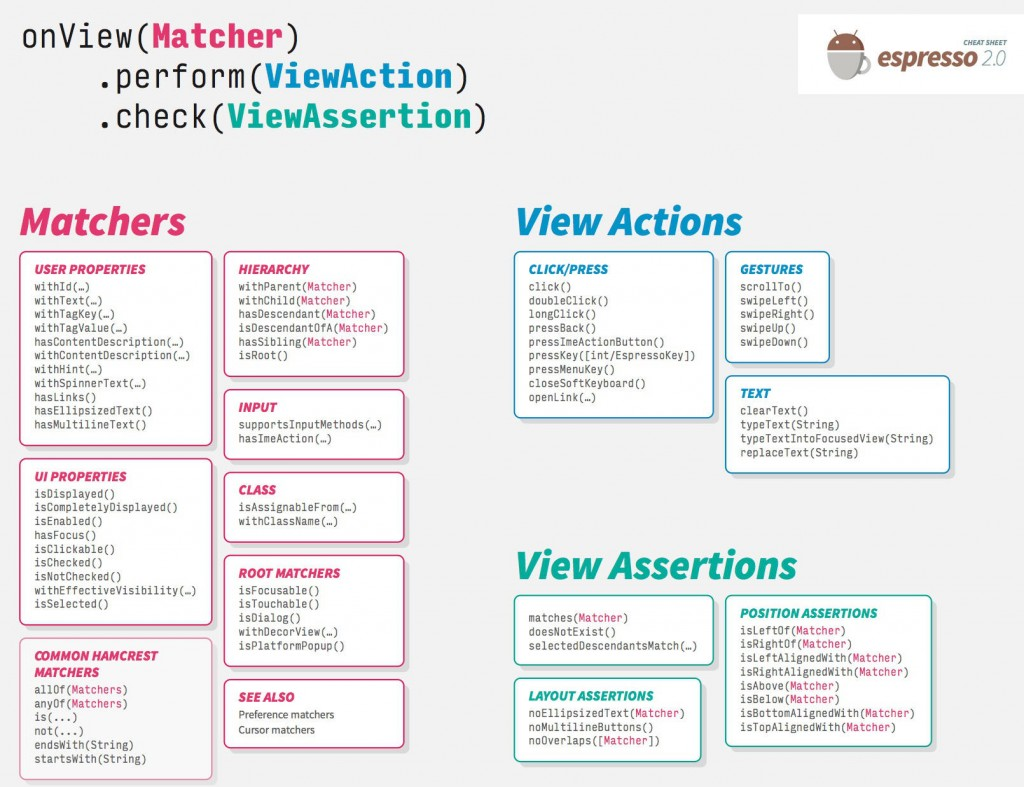 onView(Matcher)
.perform(ViewAction)
.check(ViewAssertion)
CHEAT SHEET
espresso 2.0
Matchers
USER PROPERTIES
withId(…)
withText(…)
withTagKey(…)
withTagValue(…)
hasContentDescription(…)
withContentDescription(…)
withHint(…)
withSpinnerText(…)
hasLinks()
hasEllipsizedText()
hasMultilineText()
UI PROPERTIES
isDisplayed()
isCompletelyDisplayed()
isEnabled()
hasFocus()
isClickable()
isChecked()
isNotChecked()
withEffectiveVisibility(…)
isSelected()
COMMON HAMCREST
MATCHERS
allOf(Matchers)
anyOf(Matchers)
is(...)
not(...)
endsWith(String)
startsWith(String)
HIERARCHY
withParent(Matcher)
withChild(Matcher)
hasDescendant(Matcher)
isDescendantOfA(Matcher)
hasSibling(Matcher)
isRoot()
INPUT
supportsInputMethods(…)
hasImeAction(…)
CLASS
isAssignableFrom(…)
withClassName(…)
ROOT MATCHERS
isFocusable()
isTouchable()
isDialog()
withDecorView(…)
isPlatformPopup()
SEE ALSO
Preference matchers
Cursor matchers
View Actions
CLICK/PRESS
click()
doubleClick()
longClick()
pressBack()
pressImeActionButton()
pressKey([int/EspressoKey])
pressMenuKey()
closeSoftKeyboard()
openLink(…)
GESTURES
scrollTo()
swipeLeft()
swipeRight()
swipeUp()
swipeDown()
TEXT
clearText()
typeText(String)
typeTextIntoFocusedView(String)
replaceText(String)
View Assertions
matches(Matcher)
doesNotExist()
selectedDescendantsMatch(…)
LAYOUT ASSERTIONS
noEllipsizedText(Matcher)
noMultilineButtons()
noOverlaps([Matcher])
POSITION ASSERTIONS
isLeftOf(Matcher)
isRightOf(Matcher)
isLeftAlignedWith(Matcher)
isRightAlignedWith(Matcher)
isAbove(Matcher)
isBelow(Matcher)
isBottomAlignedWith(Matcher)
isTopAlignedWith(Matcher)